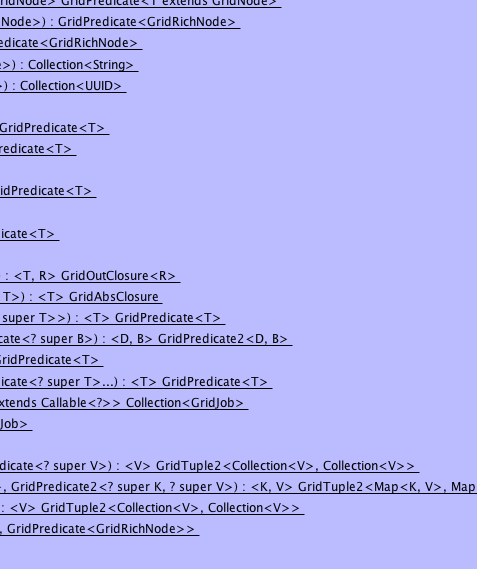 GridNode> GridPredicate<T extends GridNode>
Node>) : GridPredicate<GridRichNode>
edicate<GridRichNode>
e>) : Collection<String>
>) : Collection<UUID>
GridPredicate<T>
redicate<T>
idPredicate<T>
icate<T>
: <T, R> GridOutClosure<R>
T>) : <T> GridAbsClosure
super T>>) : <T> GridPredicate<T>
cate<? super B>) : <D, B> GridPredicate2<D, B>
GridPredicate<T>
icate<? super T>...) : <T> GridPredicate<T>
xtends Callable<?>> Collection<GridJob>
Job>
dicate<? super V>) : <V> GridTuple2<Collection<V>, Collection<V>>
>, GridPredicate2<? super K, ? super V>) : <K, V> GridTuple2<Map<K, V>, Map
: <V> GridTuple2<Collection<V>, Collection<V>>
, GridPredicate<GridRichNode>>